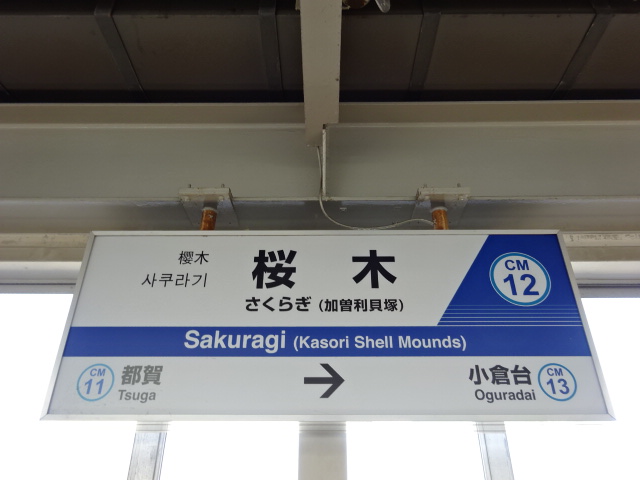 樱木
사쿠라기
桜木
さくらぎ (加曽利貝塚)
CM
12
Sakuragi (Kasori Shell Mounds)
CM
11
都賀
Tsuga
→
小倉台
Oguradai
CM
13